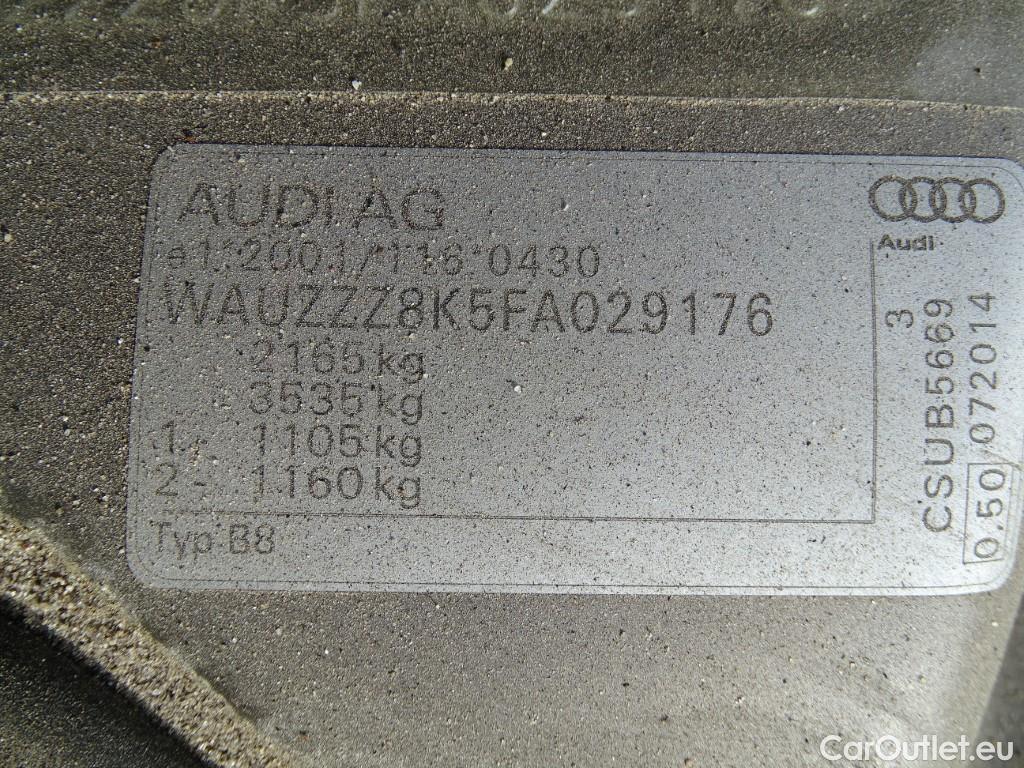 AUDI AG
e1*2001/116*0430
WAUZZZ8K5FA029176
2165 kg
3535 kg
1 - 1105 kg
2 - 1160 kg
Typ B8
Audi
3
CSUB5669
0.50 072014
CarOutlet.eu